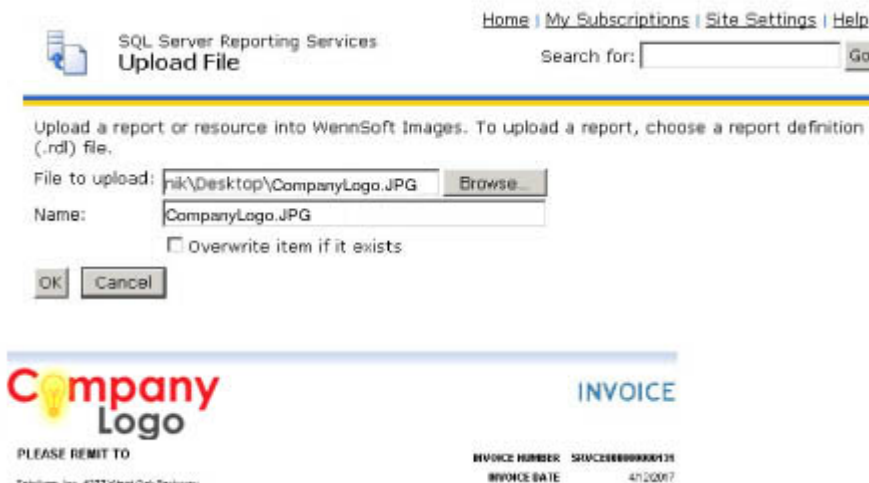 Home | My Subscriptions | Site Settings | Help
SQL Server Reporting Services
Upload File
Search for:
Go
Upload a report or resource into WennSoft Images. To upload a report, choose a report definition
(.rdl) file.
File to upload: nik\Desktop\CompanyLogo.JPG Browse...
Name: CompanyLogo.JPG
Overwrite item if it exists
OK Cancel
Company
Logo
INVOICE
PLEASE REMIT TO
INVOICE NUMBER
INVOICE DATE 4/12/2017